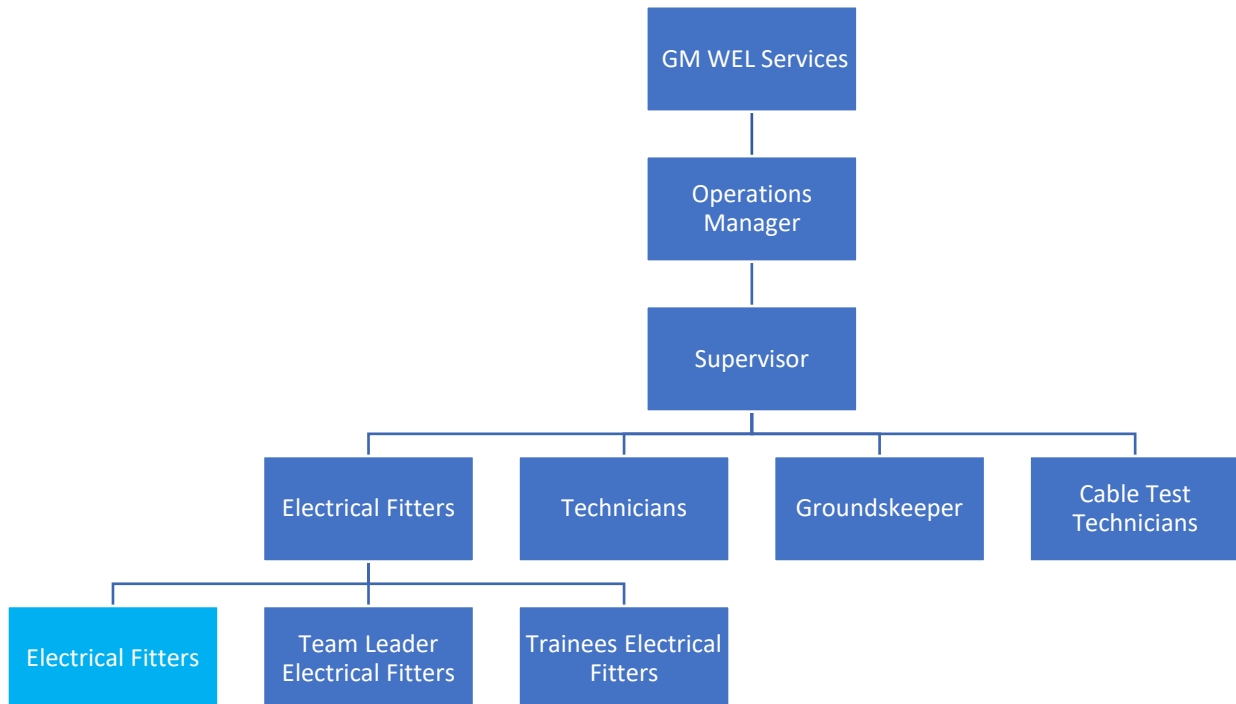 GM WEL Services
Operations
Manager
Supervisor
Electrical Fitters
Technicians
Groundskeeper
Cable Test
Technicians
Electrical Fitters
Team Leader
Electrical Fitters
Trainees Electrical
Fitters